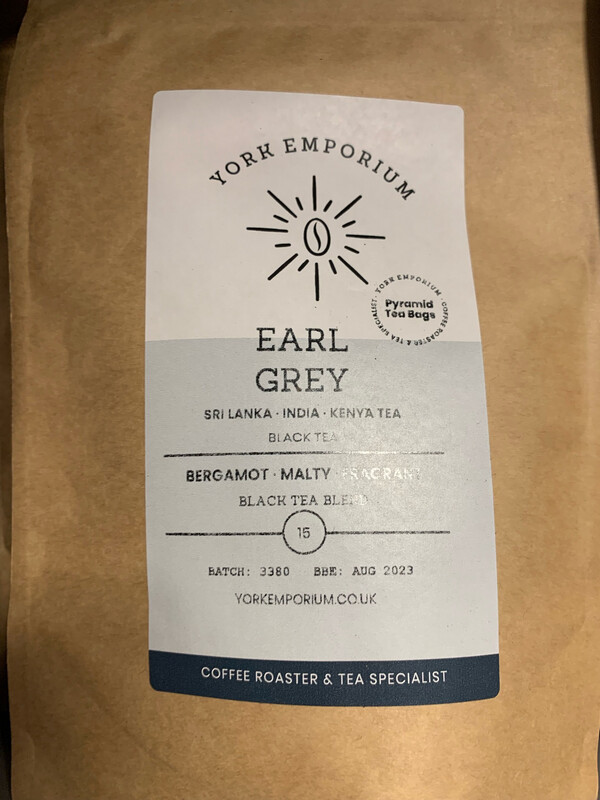 YORK EMPORIUM
YORK EMPORIUM · COFFEE ROASTER & TEA SPECIALIST ·
Pyramid
Tea Bags
EARL
GREY
SRI LANKA · INDIA · KENYA TEA
BLACK TEA
BERGAMOT · MALTY · FRAGRANT
BLACK TEA BLEND
15
BATCH: 3380 BBE: AUG 2023
YORKEMPORIUM.CO.UK
COFFEE ROASTER & TEA SPECIALIST